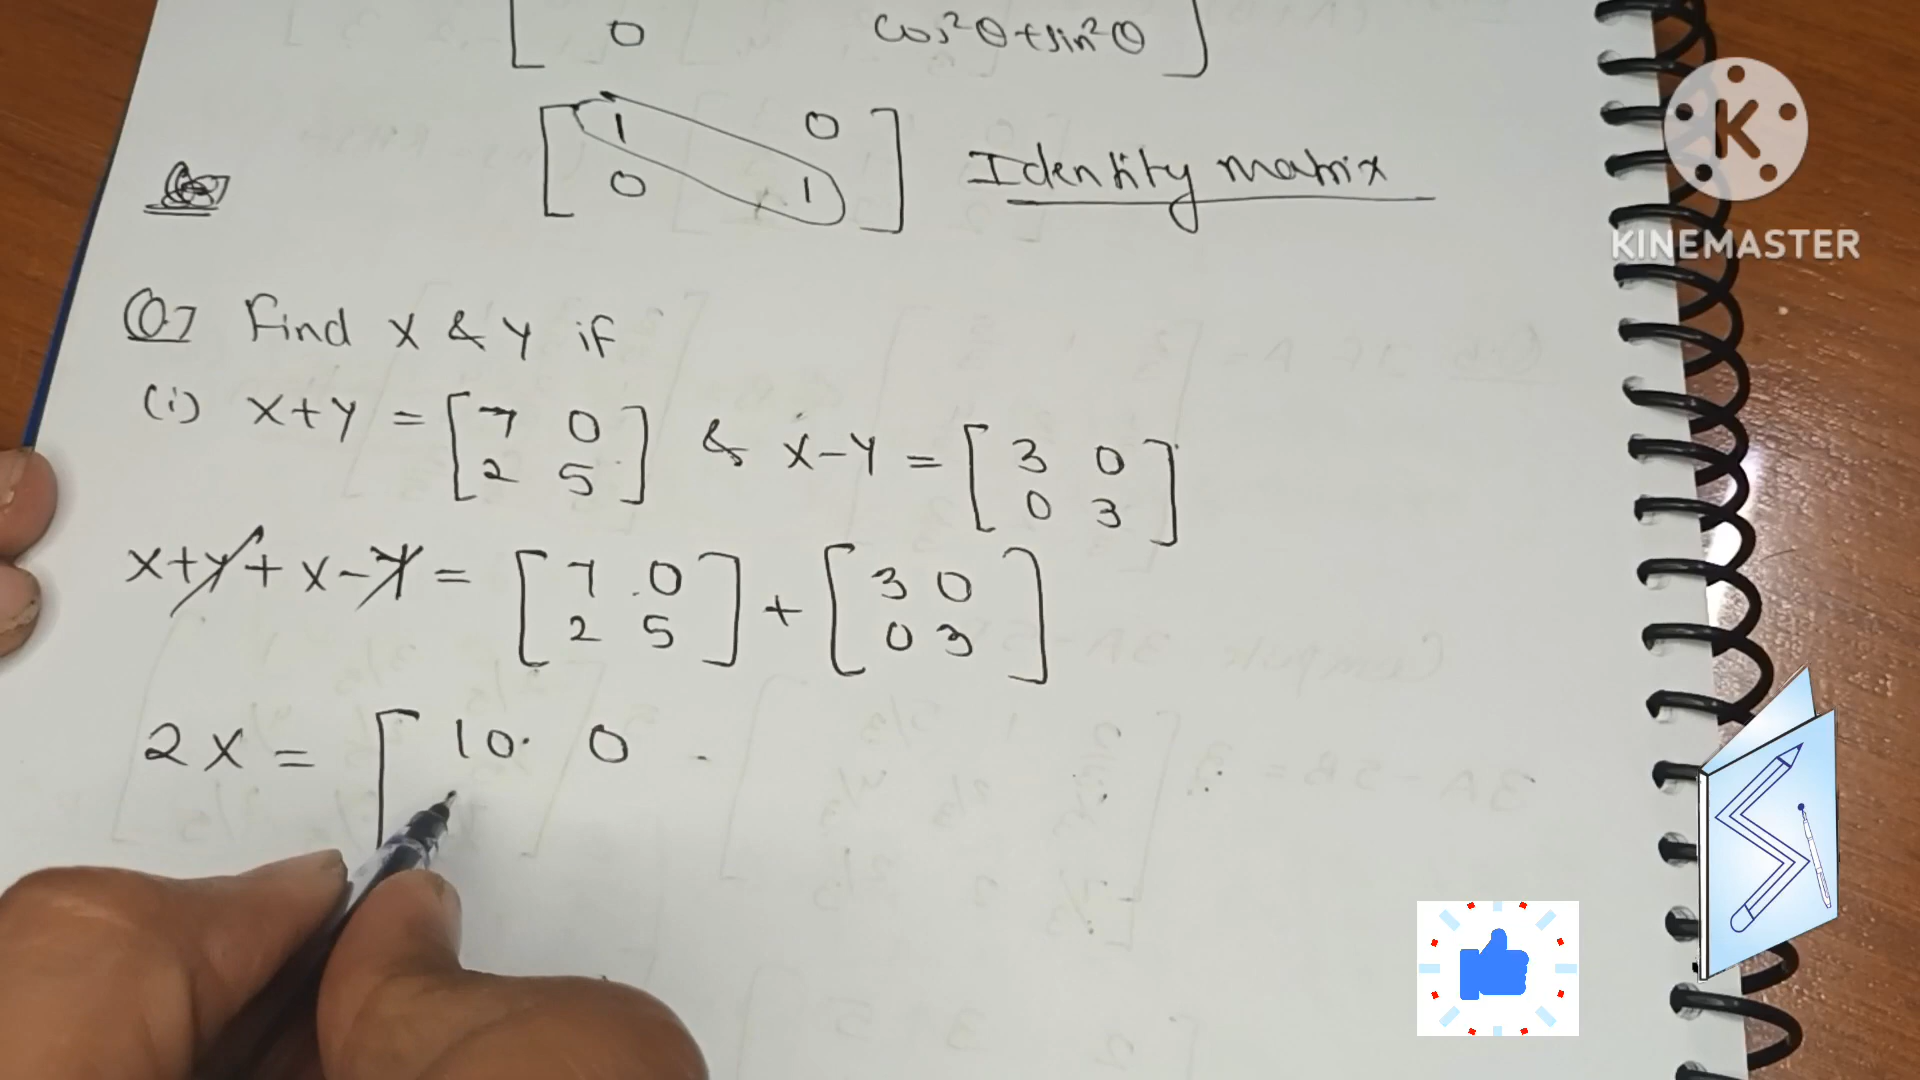 [ 0 cos²θ+sin²θ ]
[ 1 0
0 1 ] Identity matrix
Q7 Find X & Y if
(i) X+Y = [ 7 0
2 5 ] & X-Y = [ 3 0
0 3 ]
X+Y+X-Y = [ 7 0
2 5 ] + [ 3 0
0 3 ]
2X = [ 10 0
KINEMASTER